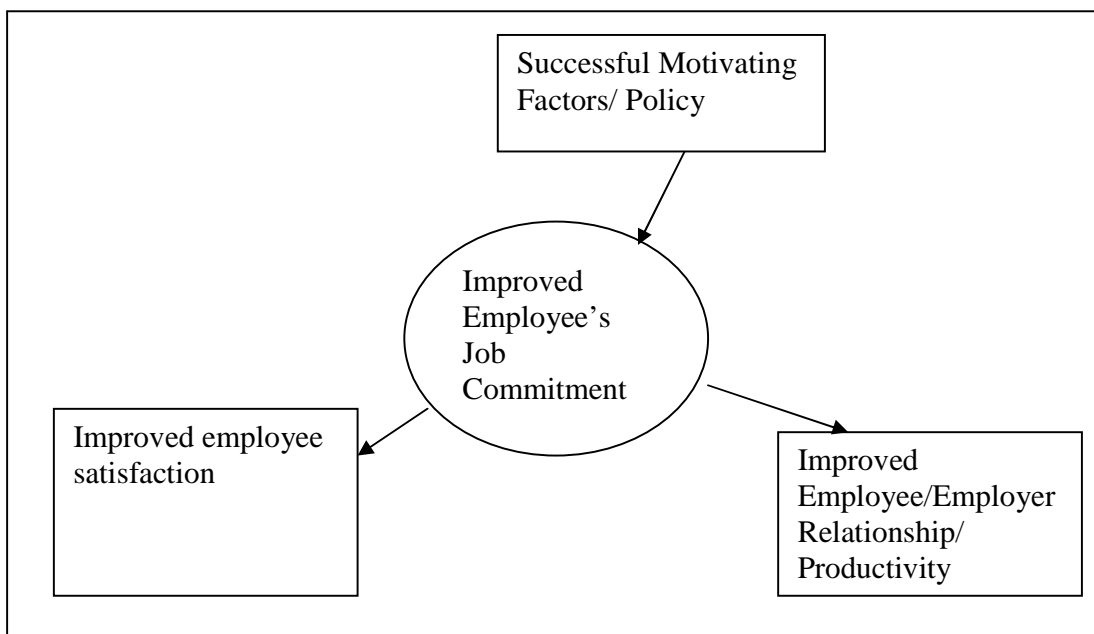 Successful Motivating
Factors/ Policy
Improved
Employee’s
Job
Commitment
Improved employee
satisfaction
Improved
Employee/Employer
Relationship/
Productivity